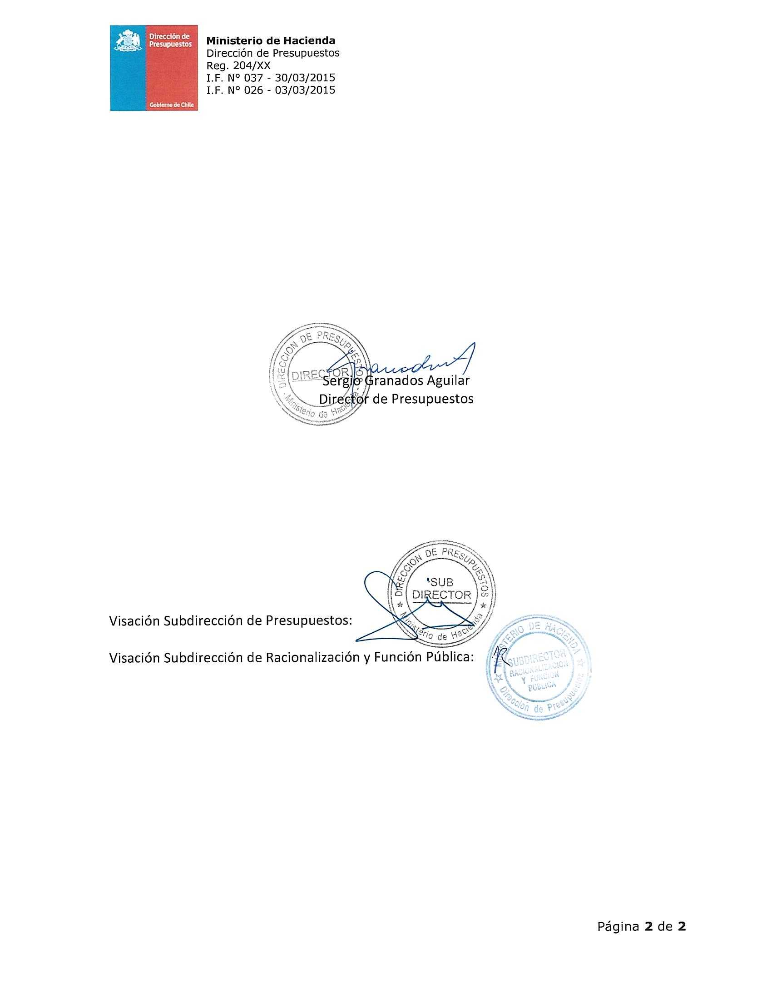 Dirección de
Presupuestos
Gobierno de Chile
Ministerio de Hacienda
Dirección de Presupuestos
Reg. 204/XX
I.F. N° 037 - 30/03/2015
I.F. N° 026 - 03/03/2015
- DIRECCION DE PRESUPUESTOS -
DIRECTOR
Ministerio de Hacienda
Sergio Granados Aguilar
Director de Presupuestos
DIRECCION DE PRESUPUESTOS
SUB
DIRECTOR
Ministerio de Hacienda
Visación Subdirección de Presupuestos:
Visación Subdirección de Racionalización y Función Pública:
MINISTERIO DE HACIENDA
SUBDIRECTOR
RACIONALIZACION
Y FUNCION
PUBLICA
Dirección de Presupuestos
Página 2 de 2